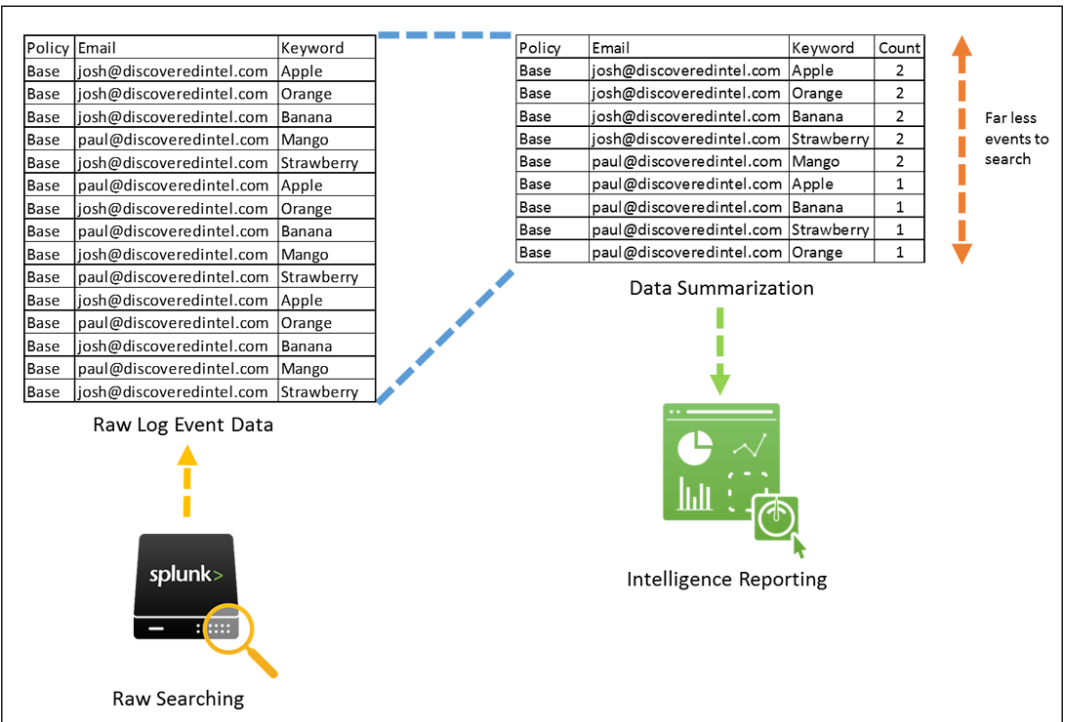 Policy Email Keyword
Base josh@discoveredintel.com Apple
Base josh@discoveredintel.com Orange
Base josh@discoveredintel.com Banana
Base paul@discoveredintel.com Mango
Base josh@discoveredintel.com Strawberry
Base paul@discoveredintel.com Apple
Base josh@discoveredintel.com Orange
Base paul@discoveredintel.com Banana
Base josh@discoveredintel.com Mango
Base paul@discoveredintel.com Strawberry
Base josh@discoveredintel.com Apple
Base paul@discoveredintel.com Orange
Base josh@discoveredintel.com Banana
Base paul@discoveredintel.com Mango
Base josh@discoveredintel.com Strawberry
Raw Log Event Data
splunk>
Raw Searching
Policy Email Keyword Count
Base josh@discoveredintel.com Apple 2
Base josh@discoveredintel.com Orange 2
Base josh@discoveredintel.com Banana 2
Base josh@discoveredintel.com Strawberry 2
Base paul@discoveredintel.com Mango 2
Base paul@discoveredintel.com Apple 1
Base paul@discoveredintel.com Banana 1
Base paul@discoveredintel.com Strawberry 1
Base paul@discoveredintel.com Orange 1
Data Summarization
Far less
events to
search
Intelligence Reporting